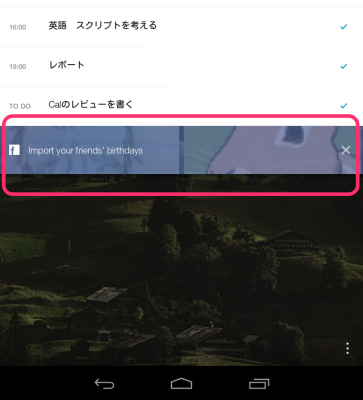 16:00 英語 スクリプトを考える
19:00 レポート
TO DO Calのレビューを書く
f Import your friends' birthdays